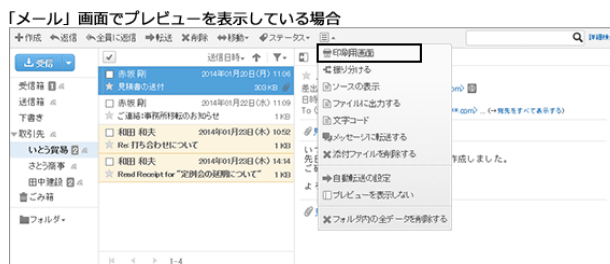 「メール」画面でプレビューを表示している場合
作成 返信 全員に返信 転送 削除 移動 ステータス
受信
送信日時
詳細検
印刷用画面
振り分ける
ソースの表示
ファイルに出力する
文字コード
メッセージに転送する
添付ファイルを削除する
自動転送の設定
プレビューを表示しない
フォルダ内の全データを削除する
受信箱 1
送信箱
下書き
取引先
いとう貿易 2
さとう商事
田中建設 2
ごみ箱
フォルダ
赤坂 剛 2014年01月20日(月) 11:06
見積書の送付 303 KB
赤坂 剛 2014年01月22日(水) 11:09
ご連絡:事務所移転のお知らせ 1 KB
和田 和夫 2014年01月23日(木) 10:52
Re: 打ち合わせについて 1 KB
和田 和夫 2014年01月23日(木) 14:14
Read Receipt for "定例会の延期について" 1 KB
差出
日時
To (
.com) ... (→宛先をすべて表示する)
作成しました。
1-4